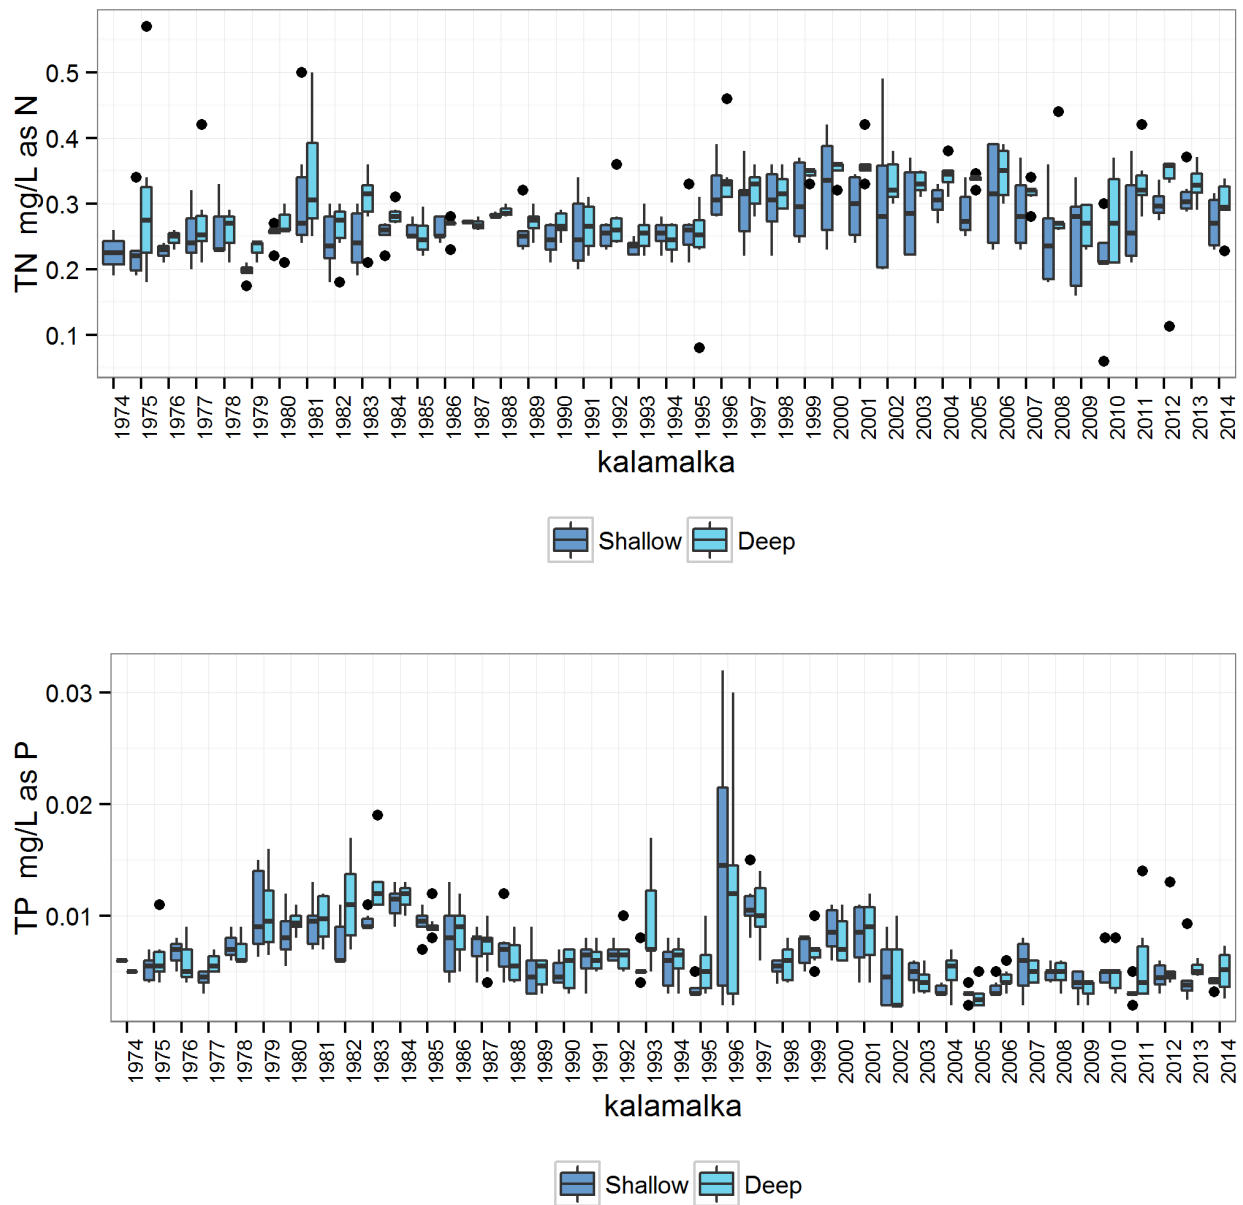 TN mg/L as N
0.5
0.4
0.3
0.2
0.1
1974 1975 1976 1977 1978 1979 1980 1981 1982 1983 1984 1985 1986 1987 1988 1989 1990 1991 1992 1993 1994 1995 1996 1997 1998 1999 2000 2001 2002 2003 2004 2005 2006 2007 2008 2009 2010 2011 2012 2013 2014
kalamalka
Shallow Deep
TP mg/L as P
0.03
0.02
0.01
1974 1975 1976 1977 1978 1979 1980 1981 1982 1983 1984 1985 1986 1987 1988 1989 1990 1991 1992 1993 1994 1995 1996 1997 1998 1999 2000 2001 2002 2003 2004 2005 2006 2007 2008 2009 2010 2011 2012 2013 2014
kalamalka
Shallow Deep